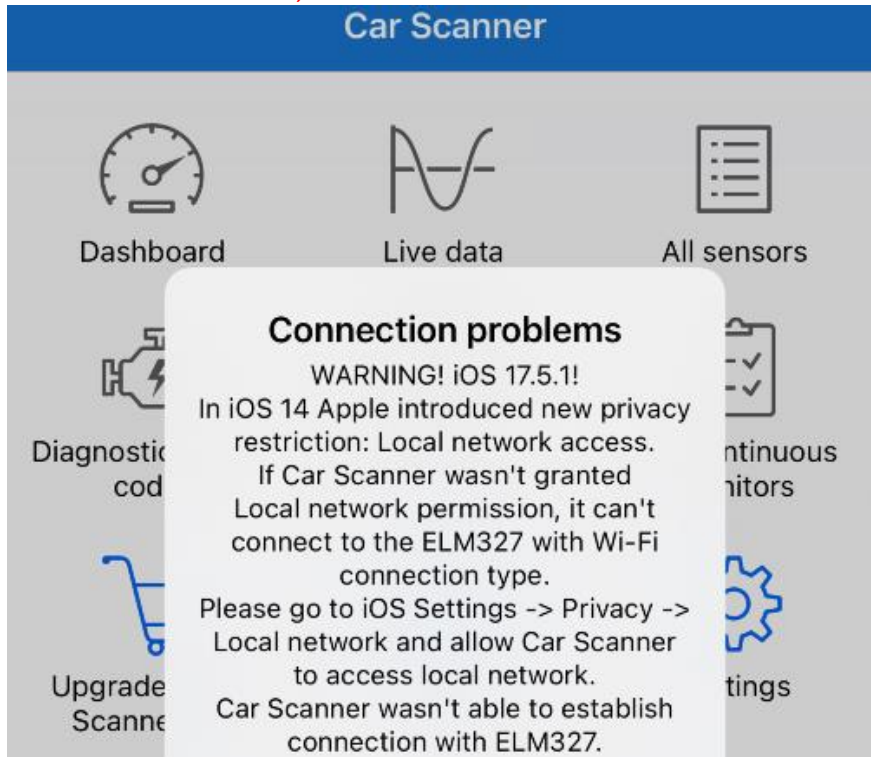 Car Scanner
Dashboard
Live data
All sensors
Connection problems
WARNING! iOS 17.5.1!
In iOS 14 Apple introduced new privacy
restriction: Local network access.
If Car Scanner wasn't granted
Local network permission, it can't
connect to the ELM327 with Wi-Fi
connection type.
Please go to iOS Settings -> Privacy ->
Local network and allow Car Scanner
to access local network.
Car Scanner wasn't able to establish
connection with ELM327.
Diagnostic
cod
ntinuous
nitors
Upgrade
Scanne
tings